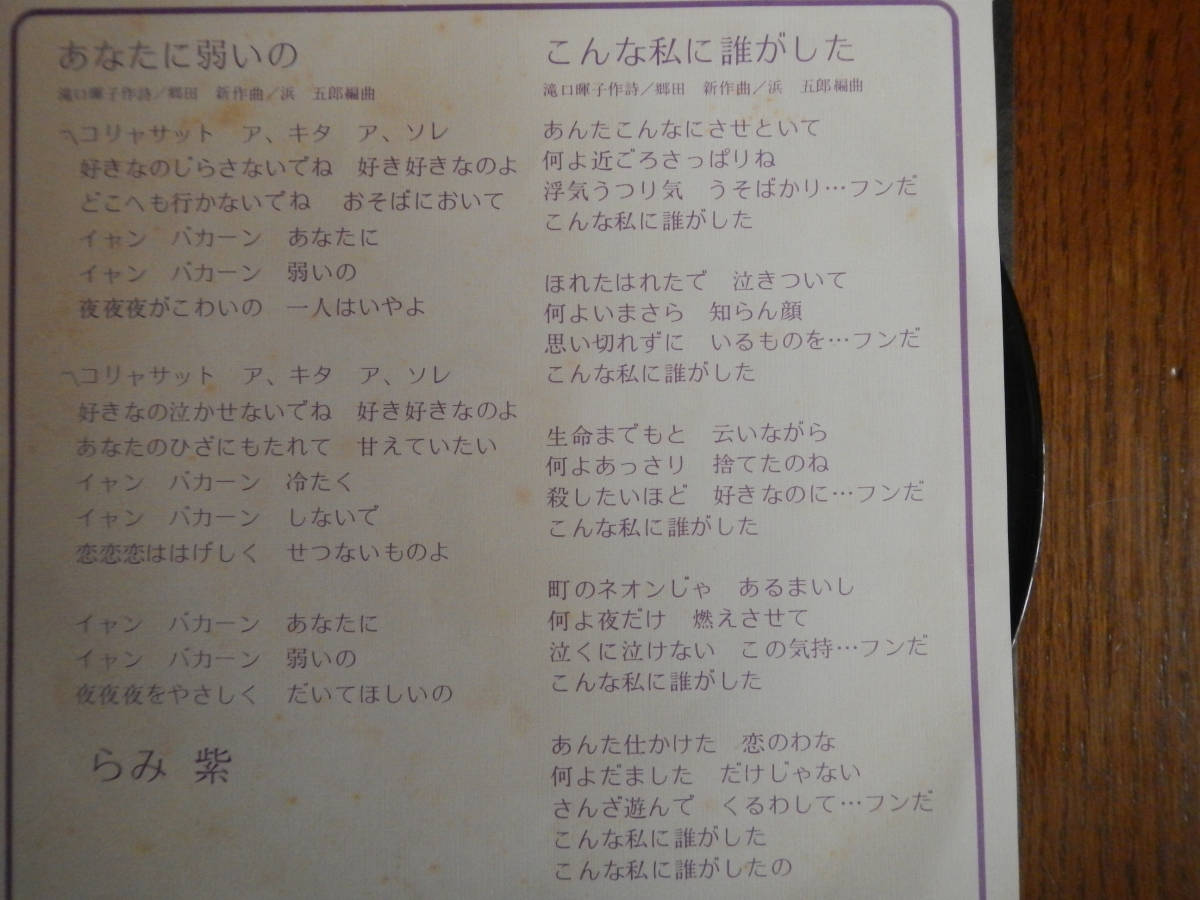 あなたに弱いの
滝口暉子作詩／郷田　新作曲／浜　五郎編曲
〽コリャサット　ア、キタ　ア、ソレ
好きなのじらさないでね　好き好きなのよ
どこへも行かないでね　おそばにおいて
イャン　バカーン　あなたに
イャン　バカーン　弱いの
夜夜夜がこわいの　一人はいやよ
〽コリャサット　ア、キタ　ア、ソレ
好きなの泣かせないでね　好き好きなのよ
あなたのひざにもたれて　甘えていたい
イャン　バカーン　冷たく
イャン　バカーン　しないで
恋恋恋ははげしく　せつないものよ
イャン　バカーン　あなたに
イャン　バカーン　弱いの
夜夜夜をやさしく　だいてほしいの
らみ 紫
こんな私に誰がした
滝口暉子作詩／郷田　新作曲／浜　五郎編曲
あんたこんなにさせといて
何よ近ごろさっぱりね
浮気うつり気　うそばかり…フンだ
こんな私に誰がした
ほれたはれたで　泣きついて
何よいまさら　知らん顔
思い切れずに　いるものを…フンだ
こんな私に誰がした
生命までもと　云いながら
何よあっさり　捨てたのね
殺したいほど　好きなのに…フンだ
こんな私に誰がした
町のネオンじゃ　あるまいし
何よ夜だけ　燃えさせて
泣くに泣けない　この気持…フンだ
こんな私に誰がした
あんた仕かけた　恋のわな
何よだました　だけじゃない
さんざ遊んで　くるわして…フンだ
こんな私に誰がした
こんな私に誰がしたの